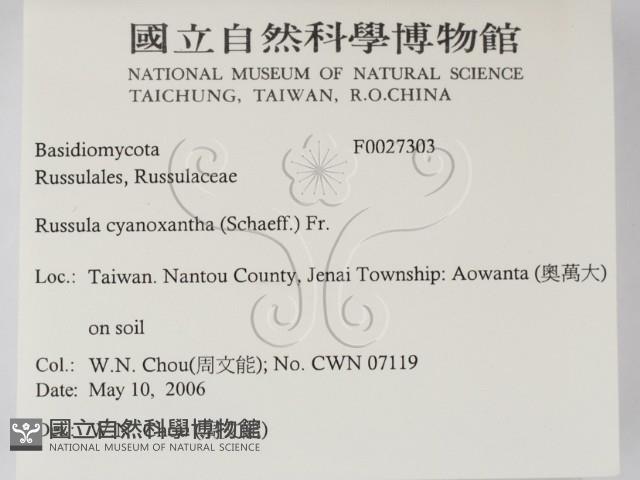 國立自然科學博物館
NATIONAL MUSEUM OF NATURAL SCIENCE
TAICHUNG, TAIWAN, R.O.CHINA
Basidiomycota F0027303
Russulales, Russulaceae
Russula cyanoxantha (Schaeff.) Fr.
Loc.: Taiwan. Nantou County, Jenai Township: Aowanta (奧萬大)
on soil
Col.: W.N. Chou(周文能); No. CWN 07119
Date: May 10, 2006
國立自然科學博物館
NATIONAL MUSEUM OF NATURAL SCIENCE